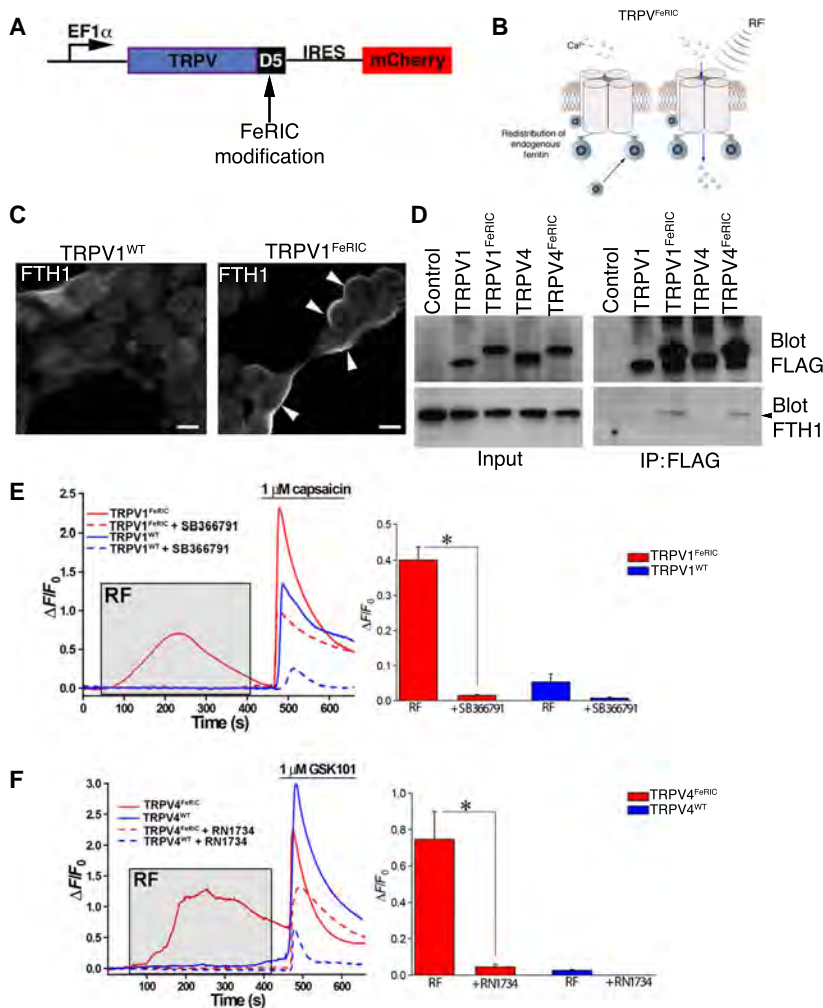 A
EF1α
TRPV
D5
IRES
mCherry
FeRIC
modification
B
TRPV^FeRIC
RF
Redistribution of
endogenous
ferritin
C
TRPV1^WT
TRPV1^FeRIC
FTH1
FTH1
D
Control
TRPV1
TRPV1^FeRIC
TRPV4
TRPV4^FeRIC
Control
TRPV1
TRPV1^FeRIC
TRPV4
TRPV4^FeRIC
Blot
FLAG
Blot
FTH1
Input
IP:FLAG
E
ΔF/F0
2.5
2.0
1.5
1.0
0.5
0.0
1 μM capsaicin
TRPV1^FeRIC
TRPV1^FeRIC + SB366791
TRPV1^WT
TRPV1^WT + SB366791
RF
0 100 200 300 400 500 600
Time (s)
ΔF/F0
0.5
0.4
0.3
0.2
0.1
0.0
*
TRPV1^FeRIC
TRPV1^WT
RF +SB366791 RF +SB366791
F
ΔF/F0
3.0
2.5
2.0
1.5
1.0
0.5
0.0
1 μM GSK101
TRPV4^FeRIC
TRPV4^WT
TRPV4^FeRIC + RN1734
TRPV4^WT + RN1734
RF
0 100 200 300 400 500 600
Time (s)
ΔF/F0
1.0
0.8
0.6
0.4
0.2
0.0
*
TRPV4^FeRIC
TRPV4^WT
RF +RN1734 RF +RN1734